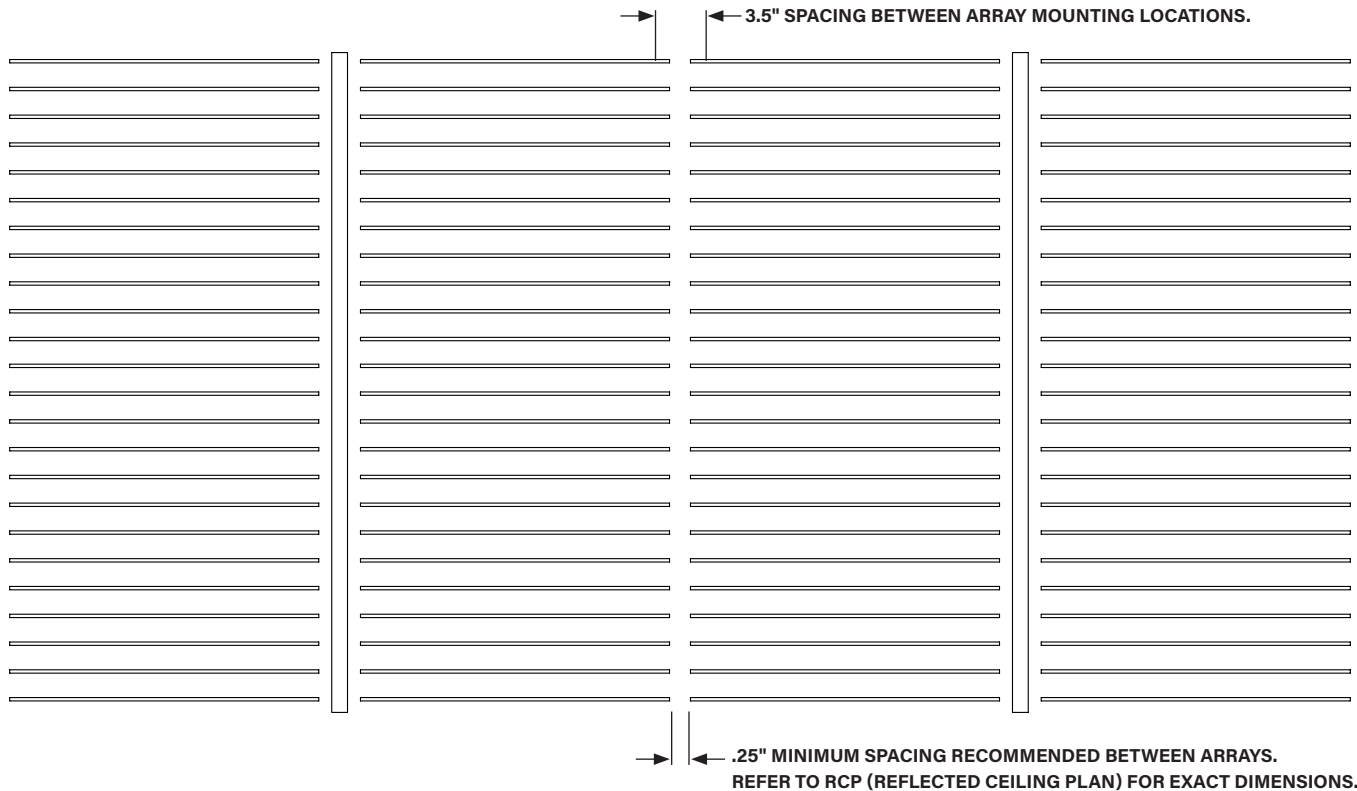 3.5" SPACING BETWEEN ARRAY MOUNTING LOCATIONS.
.25" MINIMUM SPACING RECOMMENDED BETWEEN ARRAYS.
REFER TO RCP (REFLECTED CEILING PLAN) FOR EXACT DIMENSIONS.